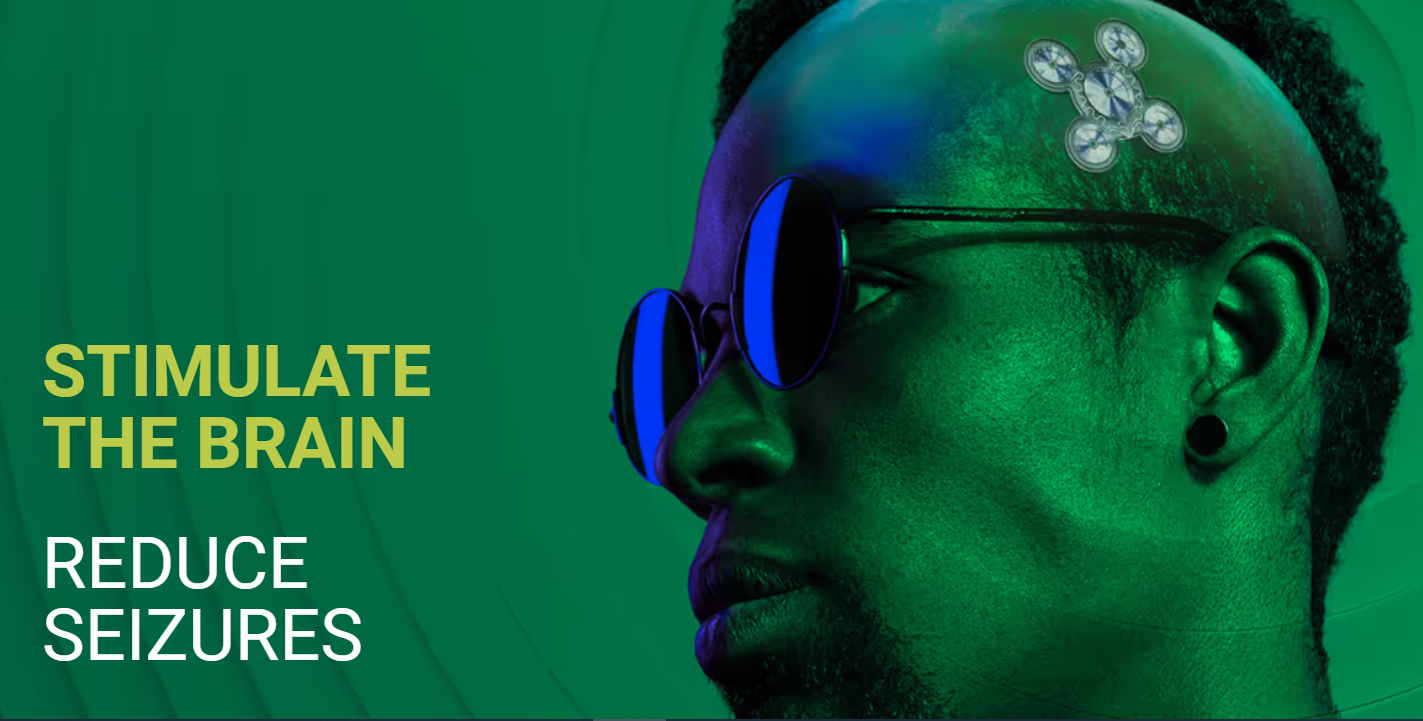 STIMULATE
THE BRAIN
REDUCE
SEIZURES